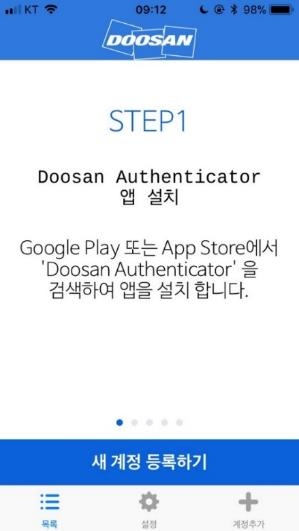 KT 09:12 98%
DOOSAN
STEP1
Doosan Authenticator
앱 설치
Google Play 또는 App Store에서
'Doosan Authenticator' 을
검색하여 앱을 설치 합니다.
새 계정 등록하기
목록 설정 계정추가